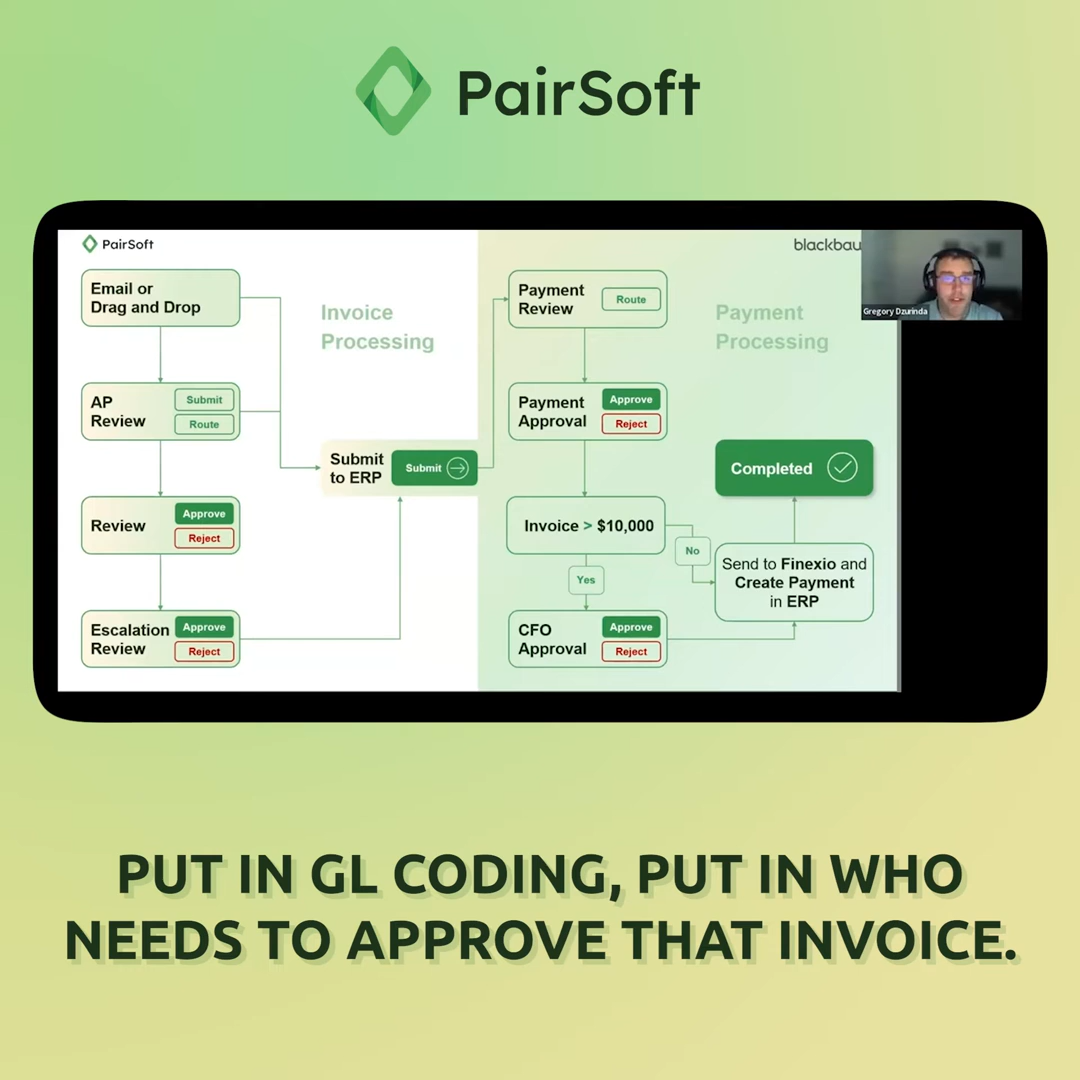 PairSoft
PairSoft
blackbau
Gregory Dzurinda
Email or
Drag and Drop
Invoice
Processing
AP
Review
Submit
Route
Review
Approve
Reject
Escalation
Review
Approve
Reject
Submit
to ERP
Submit
Payment
Review
Route
Payment
Processing
Payment
Approval
Approve
Reject
Invoice > $10,000
No
Yes
CFO
Approval
Approve
Reject
Send to Finexio and
Create Payment
in ERP
Completed
PUT IN GL CODING, PUT IN WHO
NEEDS TO APPROVE THAT INVOICE.